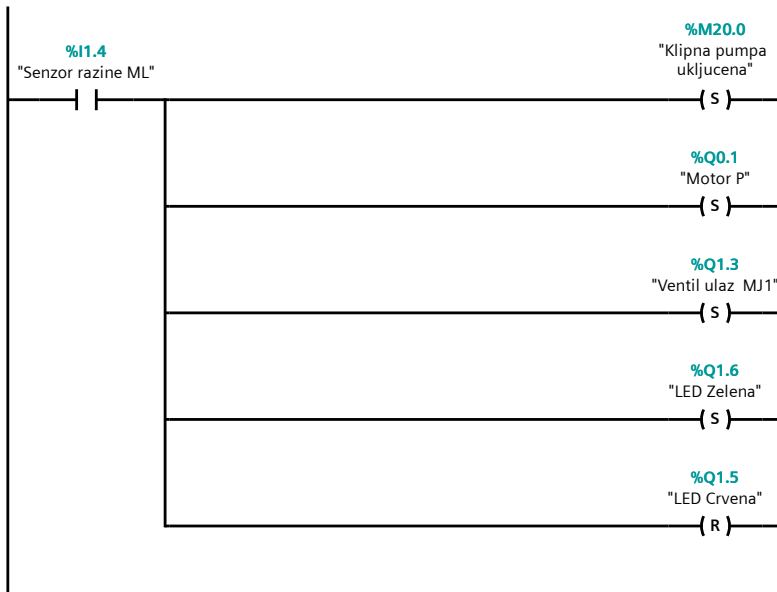 %M20.0
%I1.4
"Klipna pumpa
"Senzor razine ML"
ukljucena"
S
%Q0.1
"Motor P"
S
%Q1.3
"Ventil ulaz  MJ1"
S
%Q1.6
"LED Zelena"
S
%Q1.5
"LED Crvena"
R